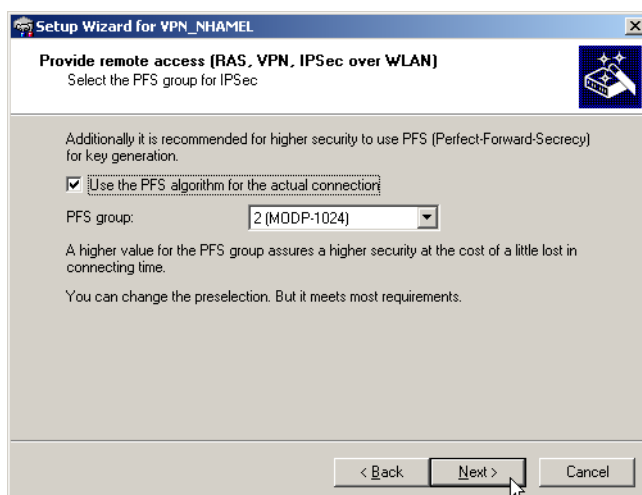 Setup Wizard for VPN_NHAMEL
Provide remote access (RAS, VPN, IPSec over WLAN)
Select the PFS group for IPSec
Additionally it is recommended for higher security to use PFS (Perfect-Forward-Secrecy)
for key generation.
Use the PFS algorithm for the actual connection
PFS group:
2 (MODP-1024)
A higher value for the PFS group assures a higher security at the cost of a little lost in
connecting time.
You can change the preselection. But it meets most requirements.
< Back
Next >
Cancel